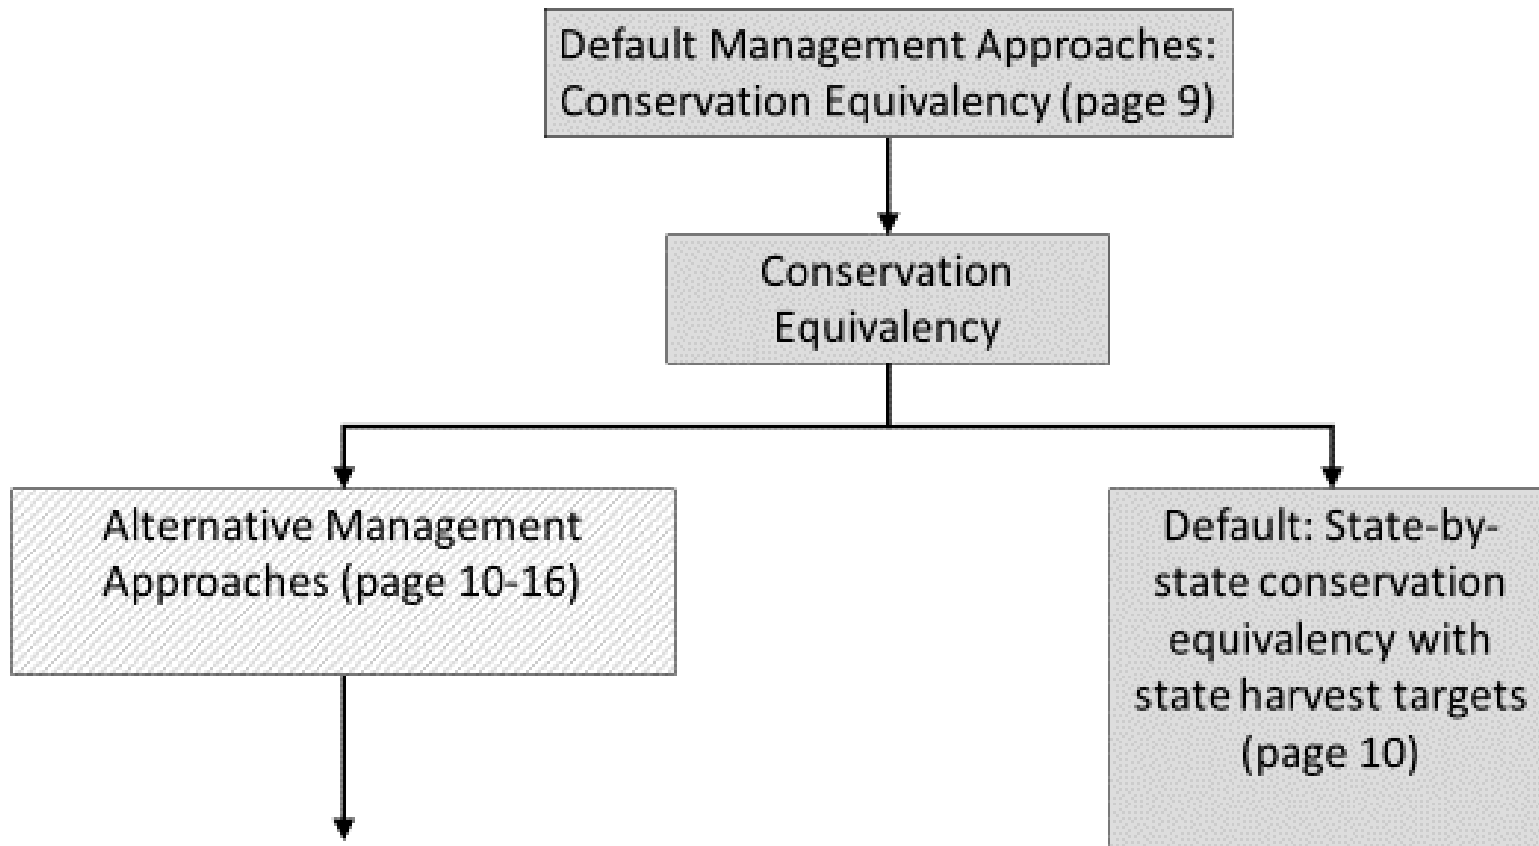 Default Management Approaches:
Conservation Equivalency (page 9)
Conservation
Equivalency
Alternative Management
Approaches (page 10-16)
Default: State-by-
state conservation
equivalency with
state harvest targets
(page 10)